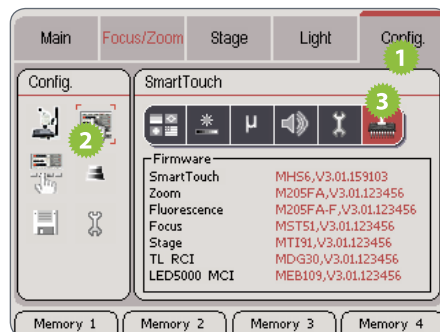 Main Focus/Zoom Stage Light Config.
1
Config. SmartTouch
2
3
µ
Firmware
SmartTouch MHS6,V3.01.159103
Zoom M205FA,V3.01.123456
Fluorescence M205FA-F,V3.01.123456
Focus MST51,V3.01.123456
Stage MTI91,V3.01.123456
TL RCI MDG30,V3.01.123456
LED5000 MCI MEB109,V3.01.123456
Memory 1 Memory 2 Memory 3 Memory 4